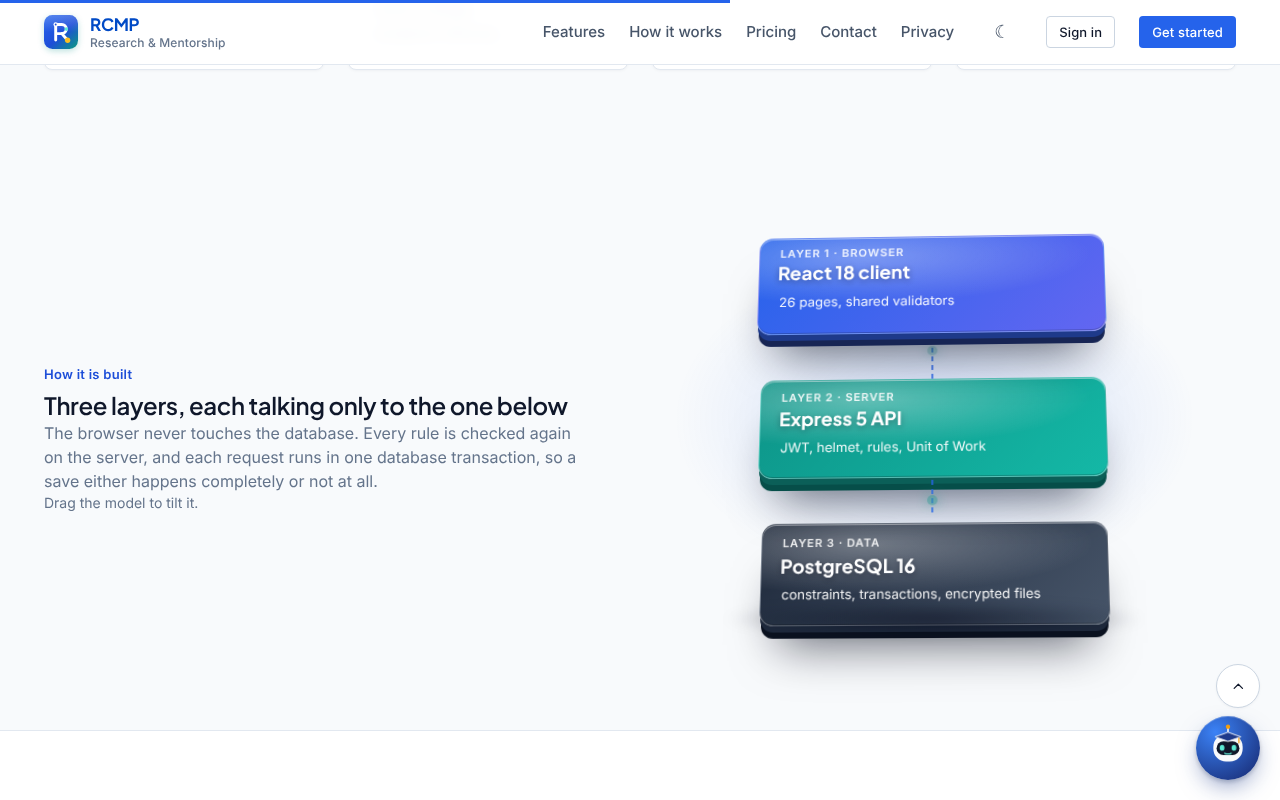 RCMP
Research & Mentorship
Features
How it works
Pricing
Contact
Privacy
Sign in
Get started
How it is built
Three layers, each talking only to the one below
The browser never touches the database. Every rule is checked again
on the server, and each request runs in one database transaction, so a
save either happens completely or not at all.
Drag the model to tilt it.
LAYER 1 · BROWSER
React 18 client
26 pages, shared validators
LAYER 2 · SERVER
Express 5 API
JWT, helmet, rules, Unit of Work
LAYER 3 · DATA
PostgreSQL 16
constraints, transactions, encrypted files